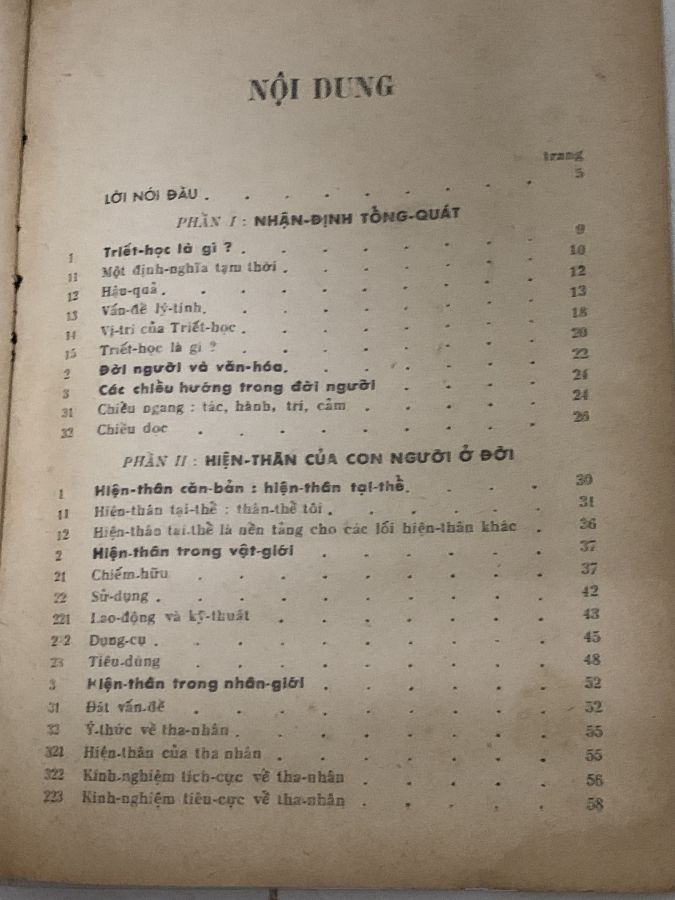 NỘI DUNG
trang
LỜI NÓI ĐẦU . . . . . . . . . 5
PHẦN I : NHẬN-ĐỊNH TỔNG-QUÁT
1 Triết-học là gì ? . . . . . . . . 9
11 Một định-nghĩa tạm thời . . . . . . . 10
12 Hậu-quả . . . . . . . . . . 12
13 Vấn-đề lý-tính . . . . . . . . . 13
14 Vị-trí của Triết-học . . . . . . . . 18
15 Triết-học là gì ? . . . . . . . . 20
2 Đời người và văn-hóa . . . . . . . 22
3 Các chiều hướng trong đời người . . . . 24
31 Chiều ngang : tác, hành, trí, cảm . . . . . 24
32 Chiều dọc . . . . . . . . . 26
PHẦN II : HIỆN-THÂN CỦA CON NGƯỜI Ở ĐỜI
1 Hiện-thân căn-bản : hiện-thân tại-thế . . . . 30
11 Hiện-thân tại-thế : thân-thể tôi . . . . . . 31
12 Hiện-thân tại-thế là nền tảng cho các lối hiện-thân khác . 36
2 Hiện-thân trong vật-giới . . . . . . 37
21 Chiếm-hữu . . . . . . . . . 37
22 Sử-dụng . . . . . . . . . . 42
221 Lao-động và kỹ-thuật . . . . . . . 43
222 Dụng-cụ . . . . . . . . . . 45
23 Tiêu-dùng . . . . . . . . . 48
3 Hiện-thân trong nhân-giới . . . . . . 52
31 Đặt vấn-đề . . . . . . . . . 52
32 Ý-thức về tha-nhân . . . . . . . . 55
321 Hiện-thân của tha nhân . . . . . . . 55
322 Kinh-nghiệm tích-cực về tha-nhân . . . . . 56
223 Kinh-nghiệm tiêu-cực về tha-nhân . . . . . 58